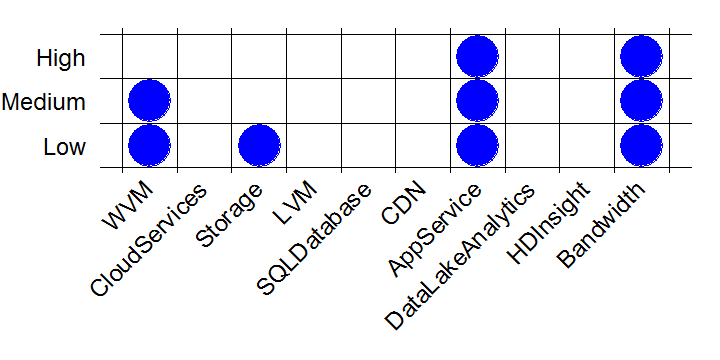 High
Medium
Low
WVM
CloudServices
Storage
LVM
SQLDatabase
CDN
AppService
DataLakeAnalytics
HDInsight
Bandwidth